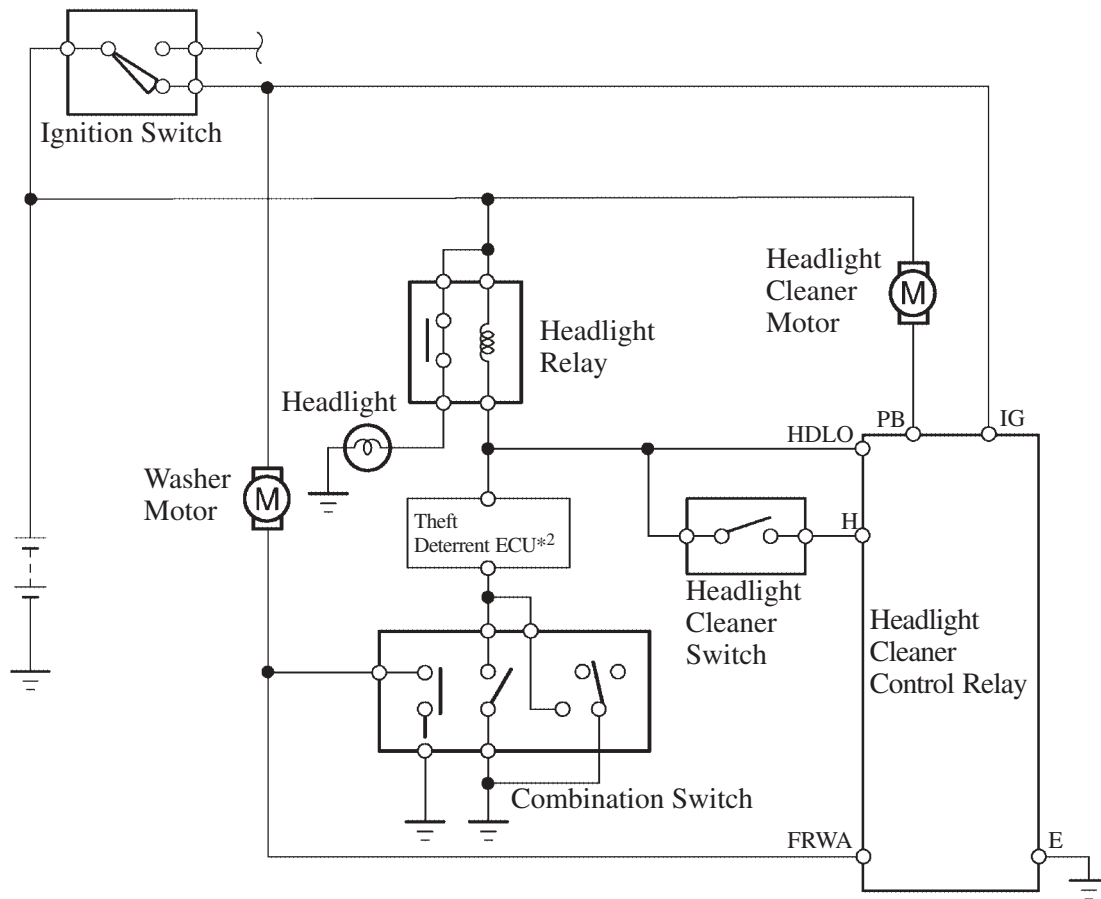 Ignition Switch
Headlight
Cleaner
Motor
M
Headlight
Relay
Headlight
PB
IG
HDLO
Washer
Motor
M
Theft
Deterrent ECU*2
H
Headlight
Cleaner
Switch
Headlight
Cleaner
Control Relay
Combination Switch
FRWA
E